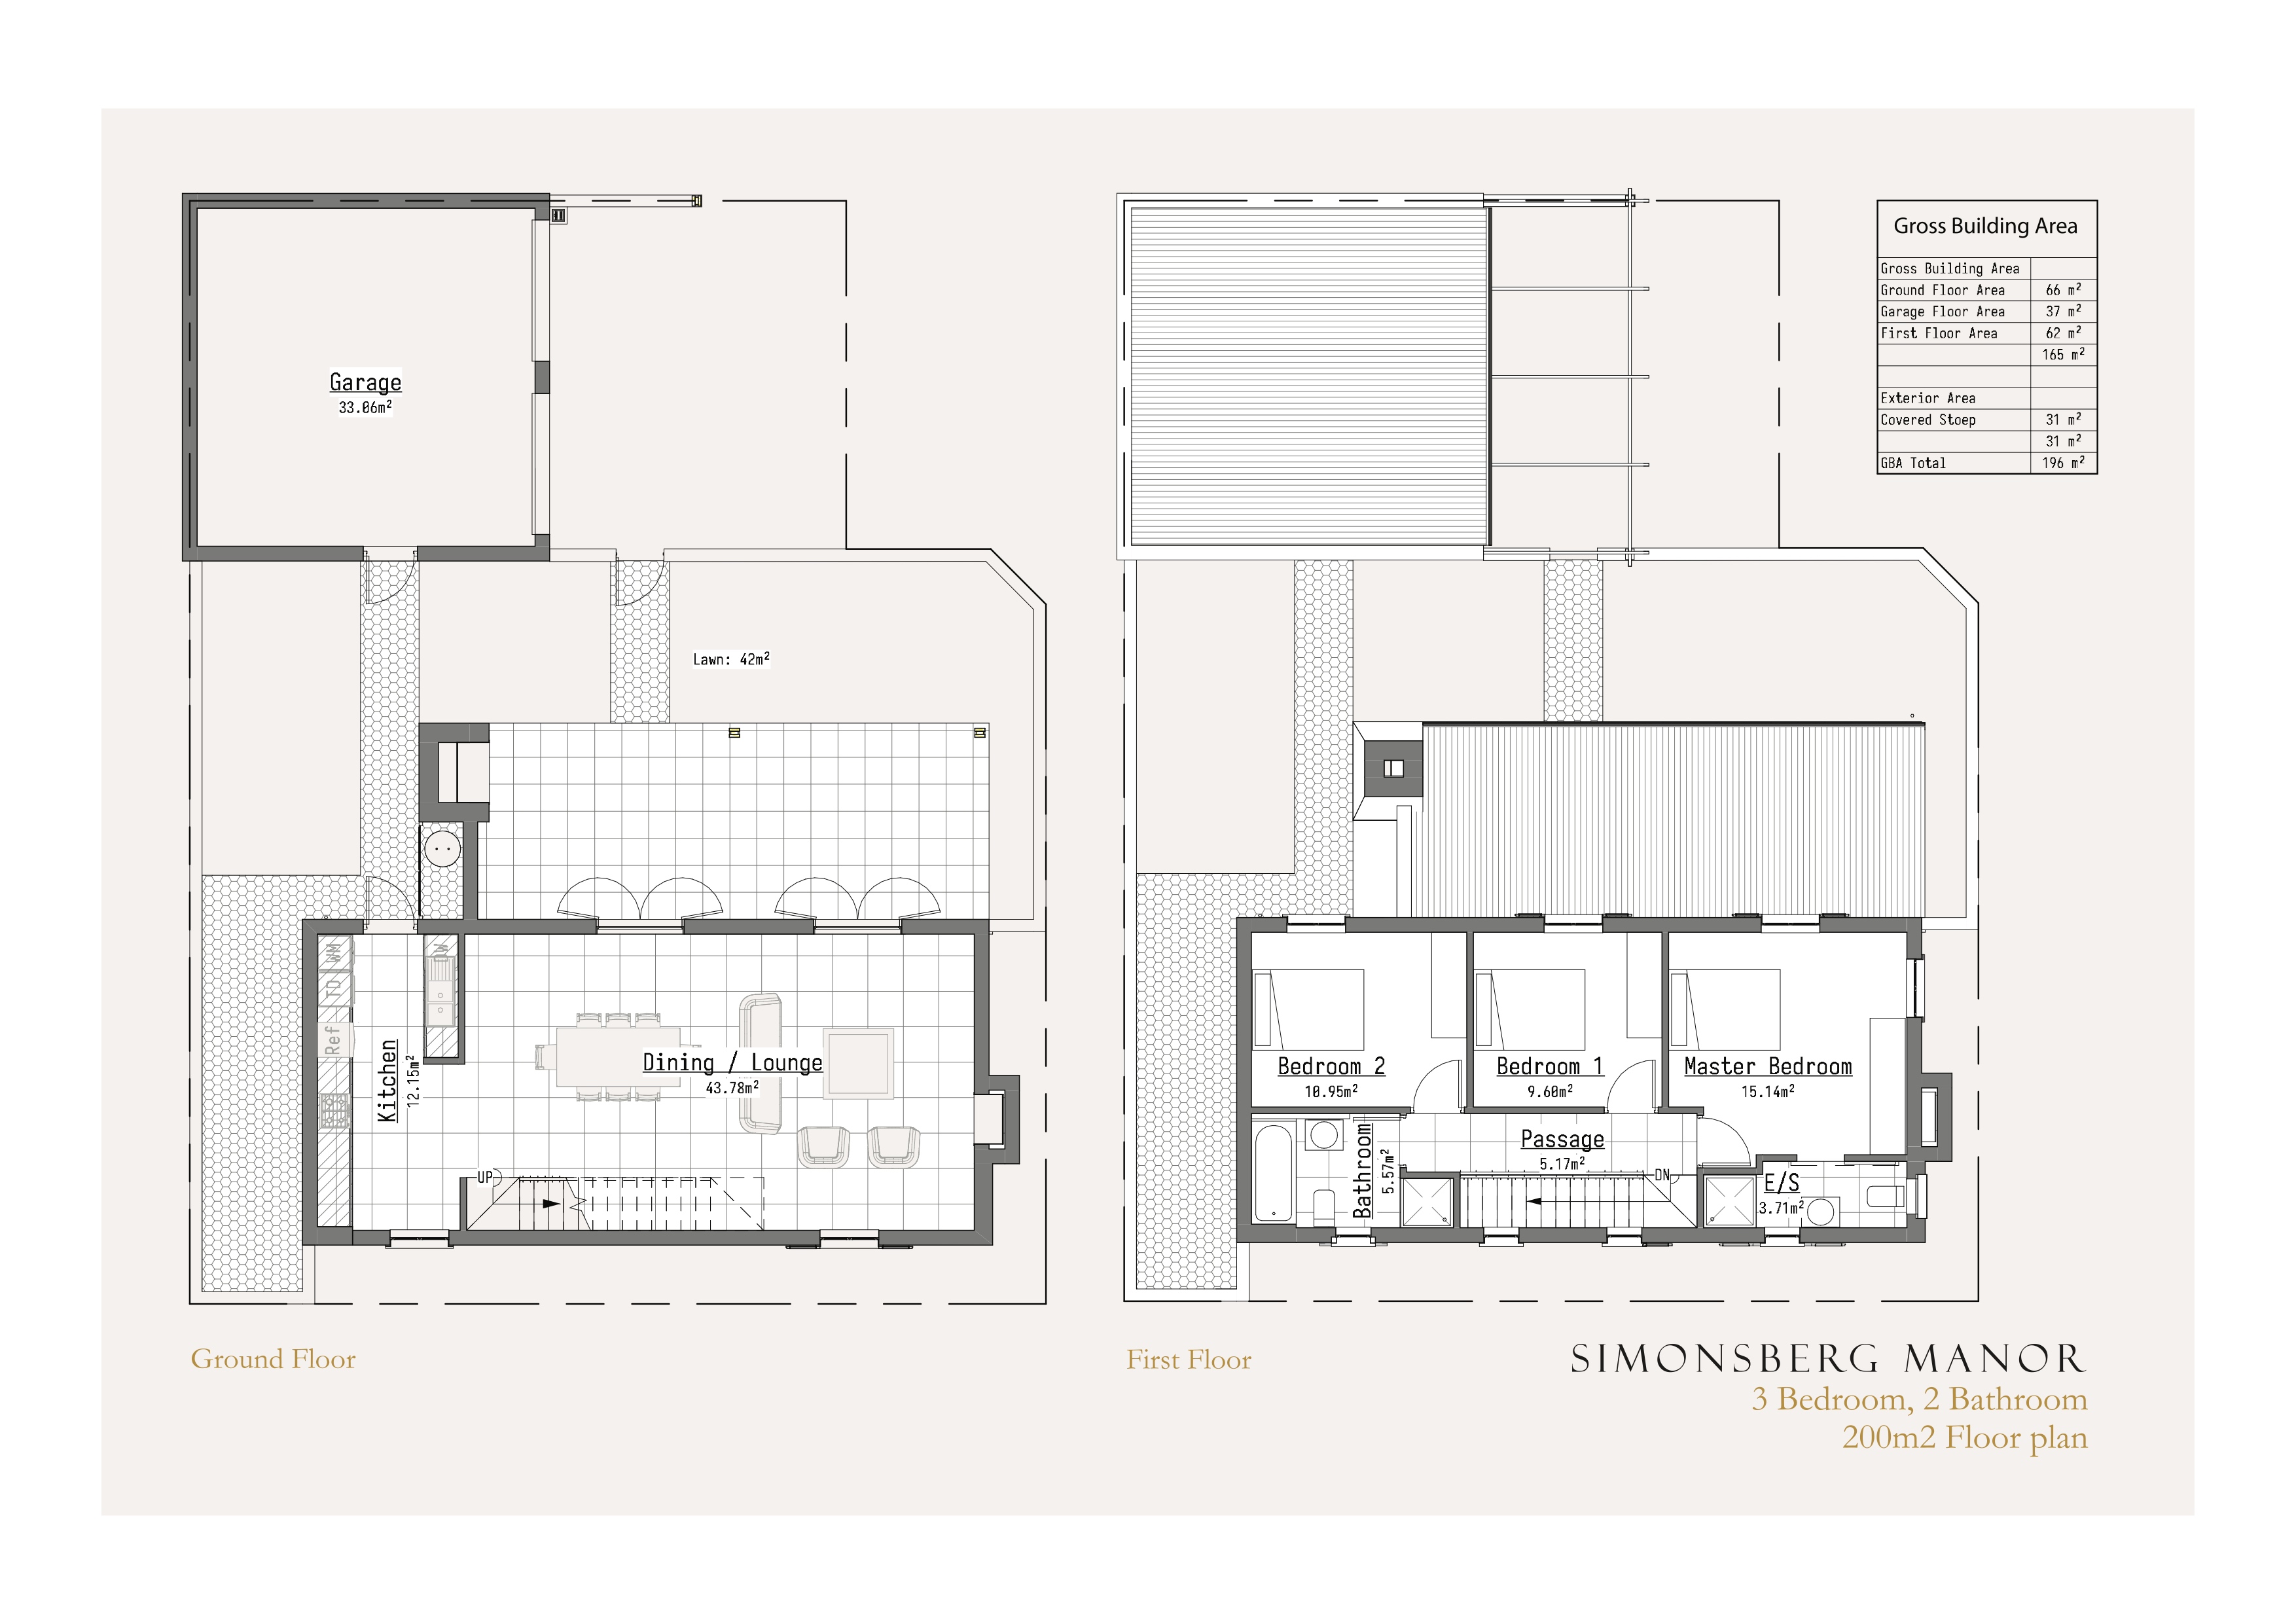 Gross Building Area
Gross Building Area
Ground Floor Area 66 m²
Garage Floor Area 37 m²
First Floor Area 62 m²
165 m²
Exterior Area
Covered Stoep 31 m²
31 m²
GBA Total 196 m²
Garage
33.06m²
Lawn: 42m²
WM
TD
Ref
Kitchen
12.15m²
Dining / Lounge
43.78m²
UP
Bedroom 2
10.95m²
Bedroom 1
9.60m²
Master Bedroom
15.14m²
Bathroom
5.57m²
Passage
5.17m²
DN
E/S
3.71m²
Ground Floor
First Floor
SIMONSBERG MANOR
3 Bedroom, 2 Bathroom
200m2 Floor plan